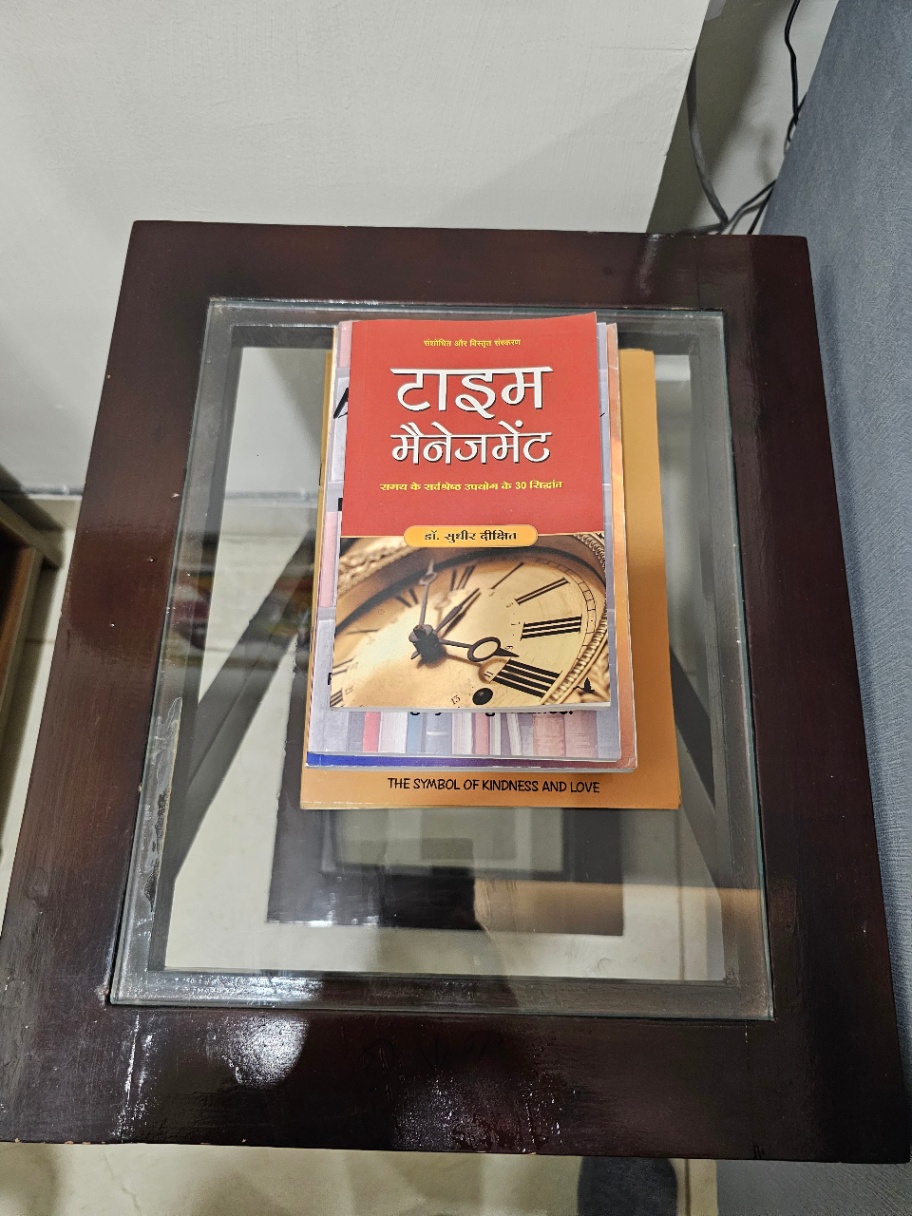 संशोधित और विस्तृत संस्करण
टाइम
मैनेजमेंट
समय के सर्वश्रेष्ठ उपयोग के 30 सिद्धांत
डॉ. सुधीर दीक्षित
THE SYMBOL OF KINDNESS AND LOVE